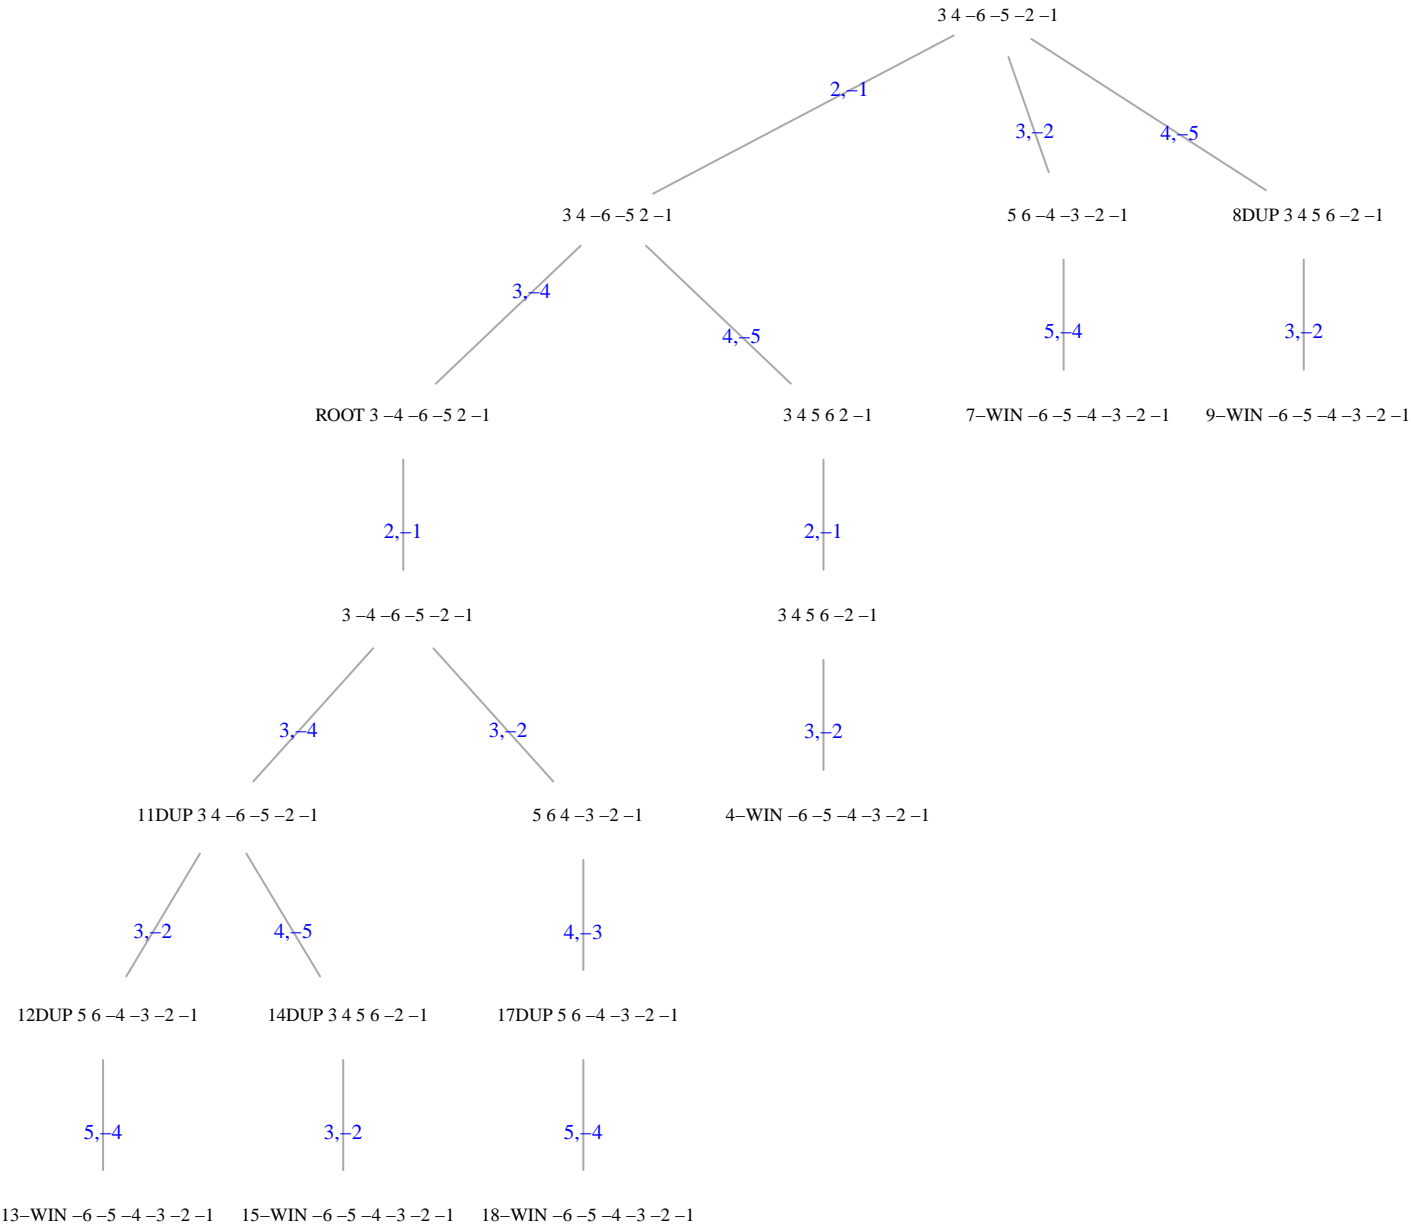 3 4 –6 –5 –2 –1
2,–1
3,–2
4,–5
3 4 –6 –5 2 –1
5 6 –4 –3 –2 –1
8DUP 3 4 5 6 –2 –1
3,–4
4,–5
5,–4
3,–2
ROOT 3 –4 –6 –5 2 –1
3 4 5 6 2 –1
7–WIN –6 –5 –4 –3 –2 –1
9–WIN –6 –5 –4 –3 –2 –1
2,–1
2,–1
3 –4 –6 –5 –2 –1
3 4 5 6 –2 –1
3,–4
3,–2
3,–2
11DUP 3 4 –6 –5 –2 –1
5 6 4 –3 –2 –1
4–WIN –6 –5 –4 –3 –2 –1
3,–2
4,–5
4,–3
12DUP 5 6 –4 –3 –2 –1
14DUP 3 4 5 6 –2 –1
17DUP 5 6 –4 –3 –2 –1
5,–4
3,–2
5,–4
13–WIN –6 –5 –4 –3 –2 –1
15–WIN –6 –5 –4 –3 –2 –1
18–WIN –6 –5 –4 –3 –2 –1